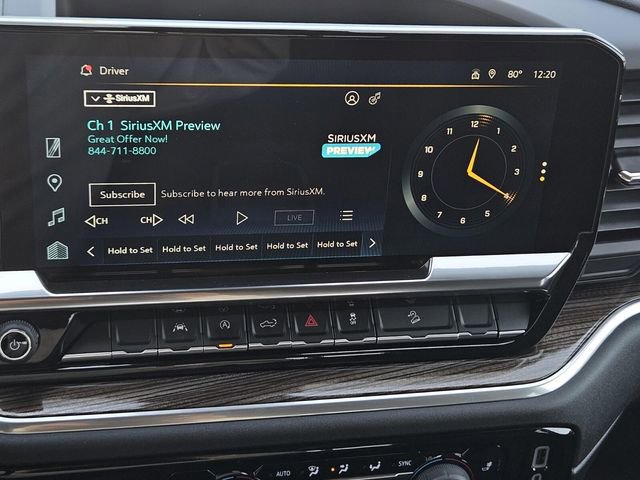 Driver
80° 12:20
SiriusXM
Ch 1 SiriusXM Preview
Great Offer Now!
844-711-8800
SIRIUSXM
PREVIEW
Subscribe
Subscribe to hear more from SiriusXM.
CH CH LIVE
Hold to Set Hold to Set Hold to Set Hold to Set Hold to Set
12 1 2 3 4 5 6 7 8 9 10 11
AUTO SYNC